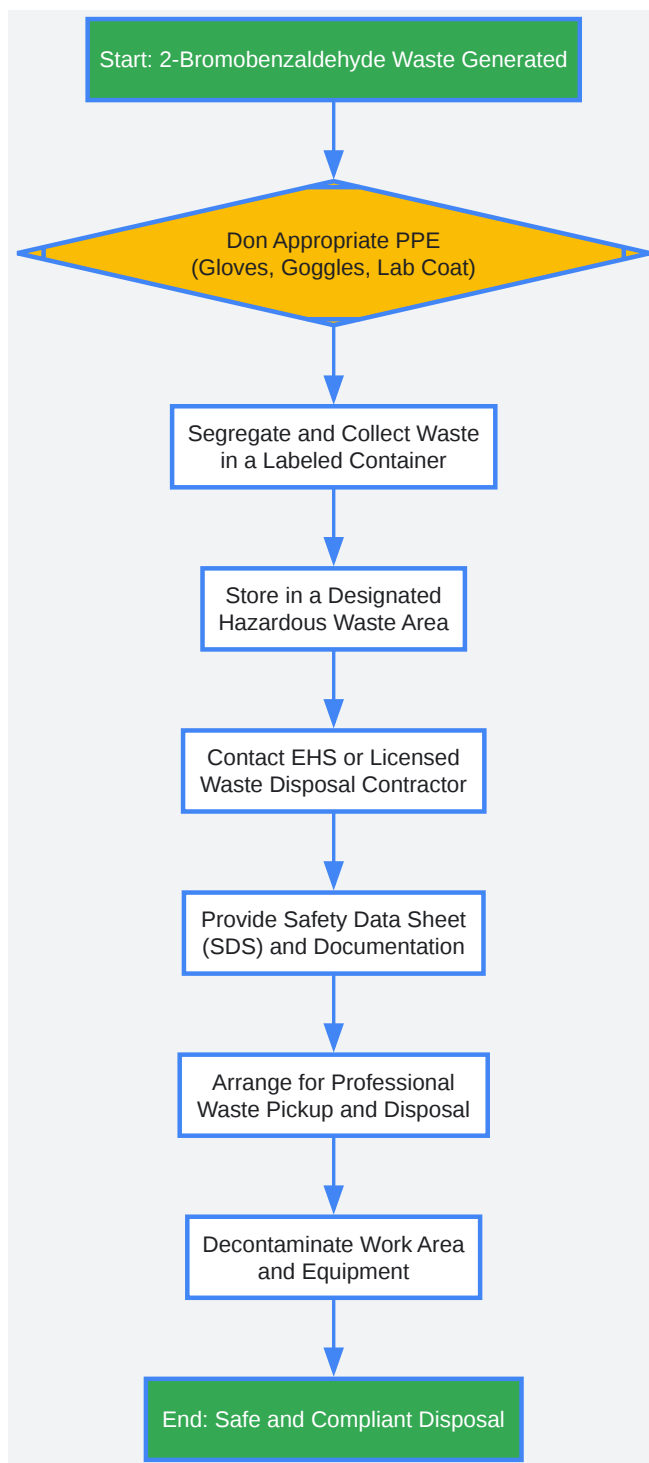 Start: 2-Bromobenzaldehyde Waste Generated
Don Appropriate PPE
(Gloves, Goggles, Lab Coat)
Segregate and Collect Waste
in a Labeled Container
Store in a Designated
Hazardous Waste Area
Contact EHS or Licensed
Waste Disposal Contractor
Provide Safety Data Sheet
(SDS) and Documentation
Arrange for Professional
Waste Pickup and Disposal
Decontaminate Work Area
and Equipment
End: Safe and Compliant Disposal